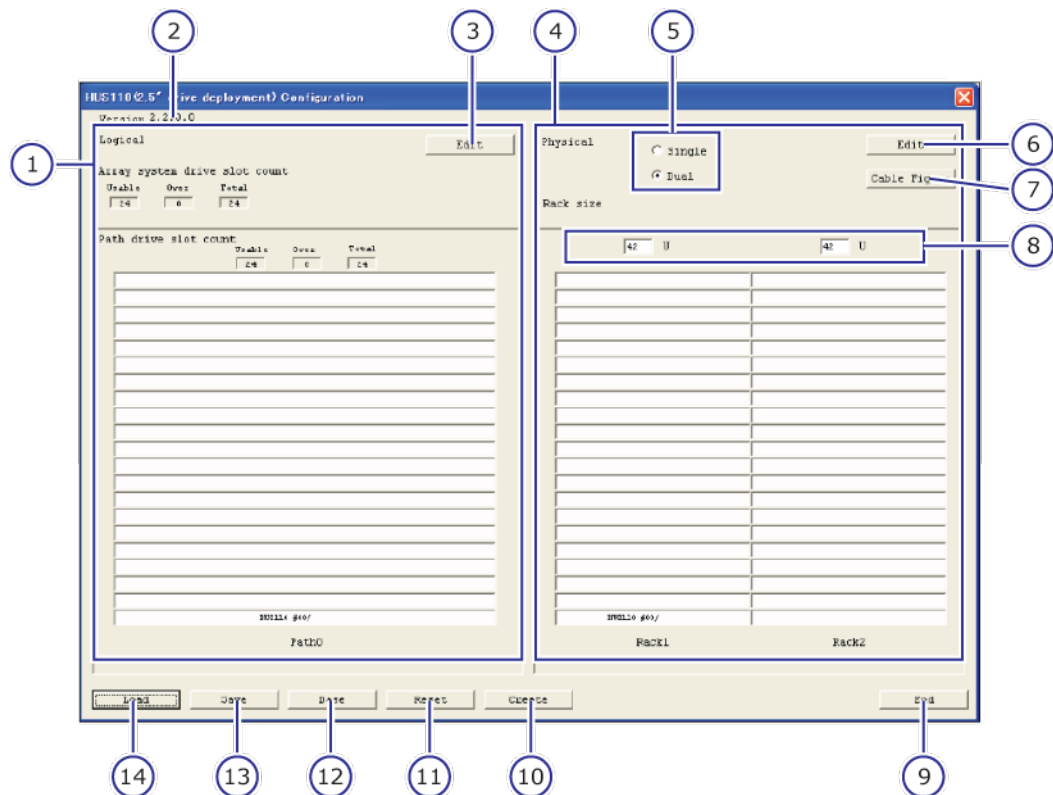 2
3
4
5
HUS110(2.5" drive deployment) Configuration
Version 2.2.0.0
1
Logical
Edit
Array system drive slot count
Usable Over Total
24 0 24
Path drive slot count
Usable Over Total
24 0 24
Path0
Physical
Single
Dual
Edit
6
Cable Fig
7
Rack size
42 U
42 U
8
Rack1
Rack2
Load
Save
Base
Reset
Create
End
14
13
12
11
10
9